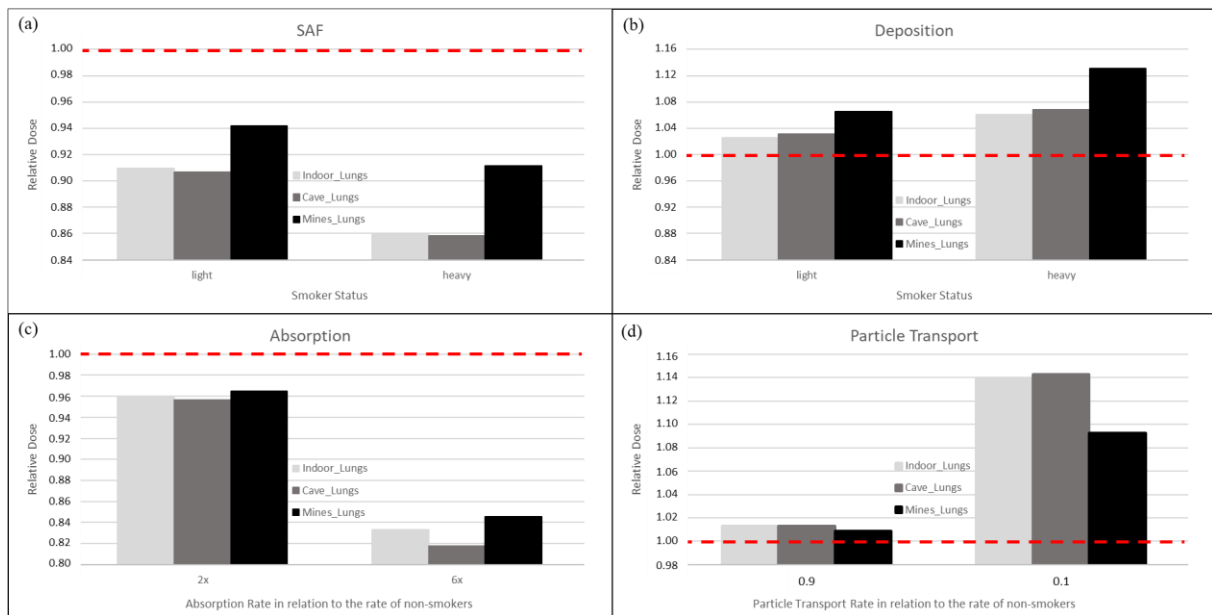 (a)
SAF
1.00
0.98
0.96
0.94
0.92
0.90
0.88
0.86
0.84
Relative Dose
Indoor_Lungs
Cave_Lungs
Mines_Lungs
light
heavy
Smoker Status
(b)
Deposition
1.16
1.12
1.08
1.04
1.00
0.96
0.92
0.88
0.84
Relative Dose
Indoor_Lungs
Cave_Lungs
Mines_Lungs
light
heavy
Smoker Status
(c)
Absorption
1.00
0.98
0.96
0.94
0.92
0.90
0.88
0.86
0.84
0.82
0.80
Relative Dose
Indoor_Lungs
Cave_Lungs
Mines_Lungs
2x
6x
Absorption Rate in relation to the rate of non-smokers
(d)
Particle Transport
1.16
1.14
1.12
1.10
1.08
1.06
1.04
1.02
1.00
0.98
Relative Dose
Indoor_Lungs
Cave_Lungs
Mines_Lungs
0.9
0.1
Particle Transport Rate in relation to the rate of non-smokers